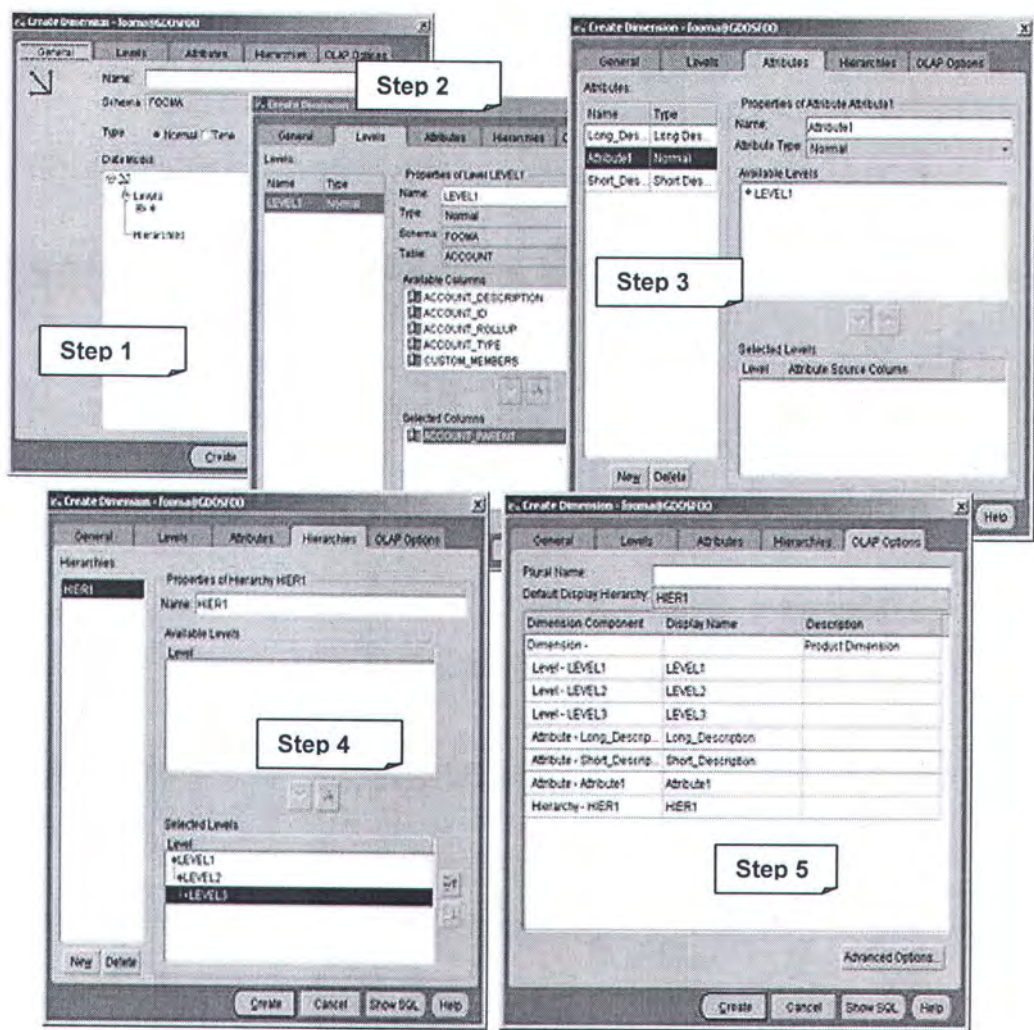 Create Dimension - fooma@GDOSFOO
General Levels Attributes Hierarchies OLAP Options
Name:
Schema: FOOMA
Type: Normal Time
Data Model
Levels
Hierarchies
Step 1
Create
Step 2
Create Dimension
General Levels Attributes Hierarchies
Levels:
Name Type
LEVEL1 Normal
Properties of Level LEVEL1
Name: LEVEL1
Type: Normal
Schema: FOOMA
Table: ACCOUNT
Available Columns
ACCOUNT_DESCRIPTION
ACCOUNT_ID
ACCOUNT_ROLLUP
ACCOUNT_TYPE
CUSTOM_MEMBERS
Selected Columns
ACCOUNT_PARENT
Create Dimension - fooma@GDOSFOO
General Levels Attributes Hierarchies OLAP Options
Attributes:
Name Type
Long_Des... Long Des...
Attribute1 Normal
Short_Des... Short Des...
Properties of Attribute Attribute1
Name: Attribute1
Attribute Type: Normal
Available Levels
LEVEL1
Step 3
Selected Levels
Level Attribute Source Column
New Delete
Help
Create Dimension - fooma@GDOSFOO
General Levels Attributes Hierarchies OLAP Options
Hierarchies:
HIER1
Properties of Hierarchy HIER1
Name: HIER1
Available Levels
Level
Step 4
Selected Levels
Level
LEVEL1
LEVEL2
LEVEL3
New Delete
Create Cancel Show SQL Help
Create Dimension - fooma@GDOSFOO
General Levels Attributes Hierarchies OLAP Options
Plural Name:
Default Display Hierarchy: HIER1
Dimension Component Display Name Description
Dimension - Product Dimension
Level - LEVEL1 LEVEL1
Level - LEVEL2 LEVEL2
Level - LEVEL3 LEVEL3
Attribute - Long_Descrip... Long_Description
Attribute - Short_Descrip... Short_Description
Attribute - Attribute1 Attribute1
Hierarchy - HIER1 HIER1
Step 5
Advanced Options...
Create Cancel Show SQL Help